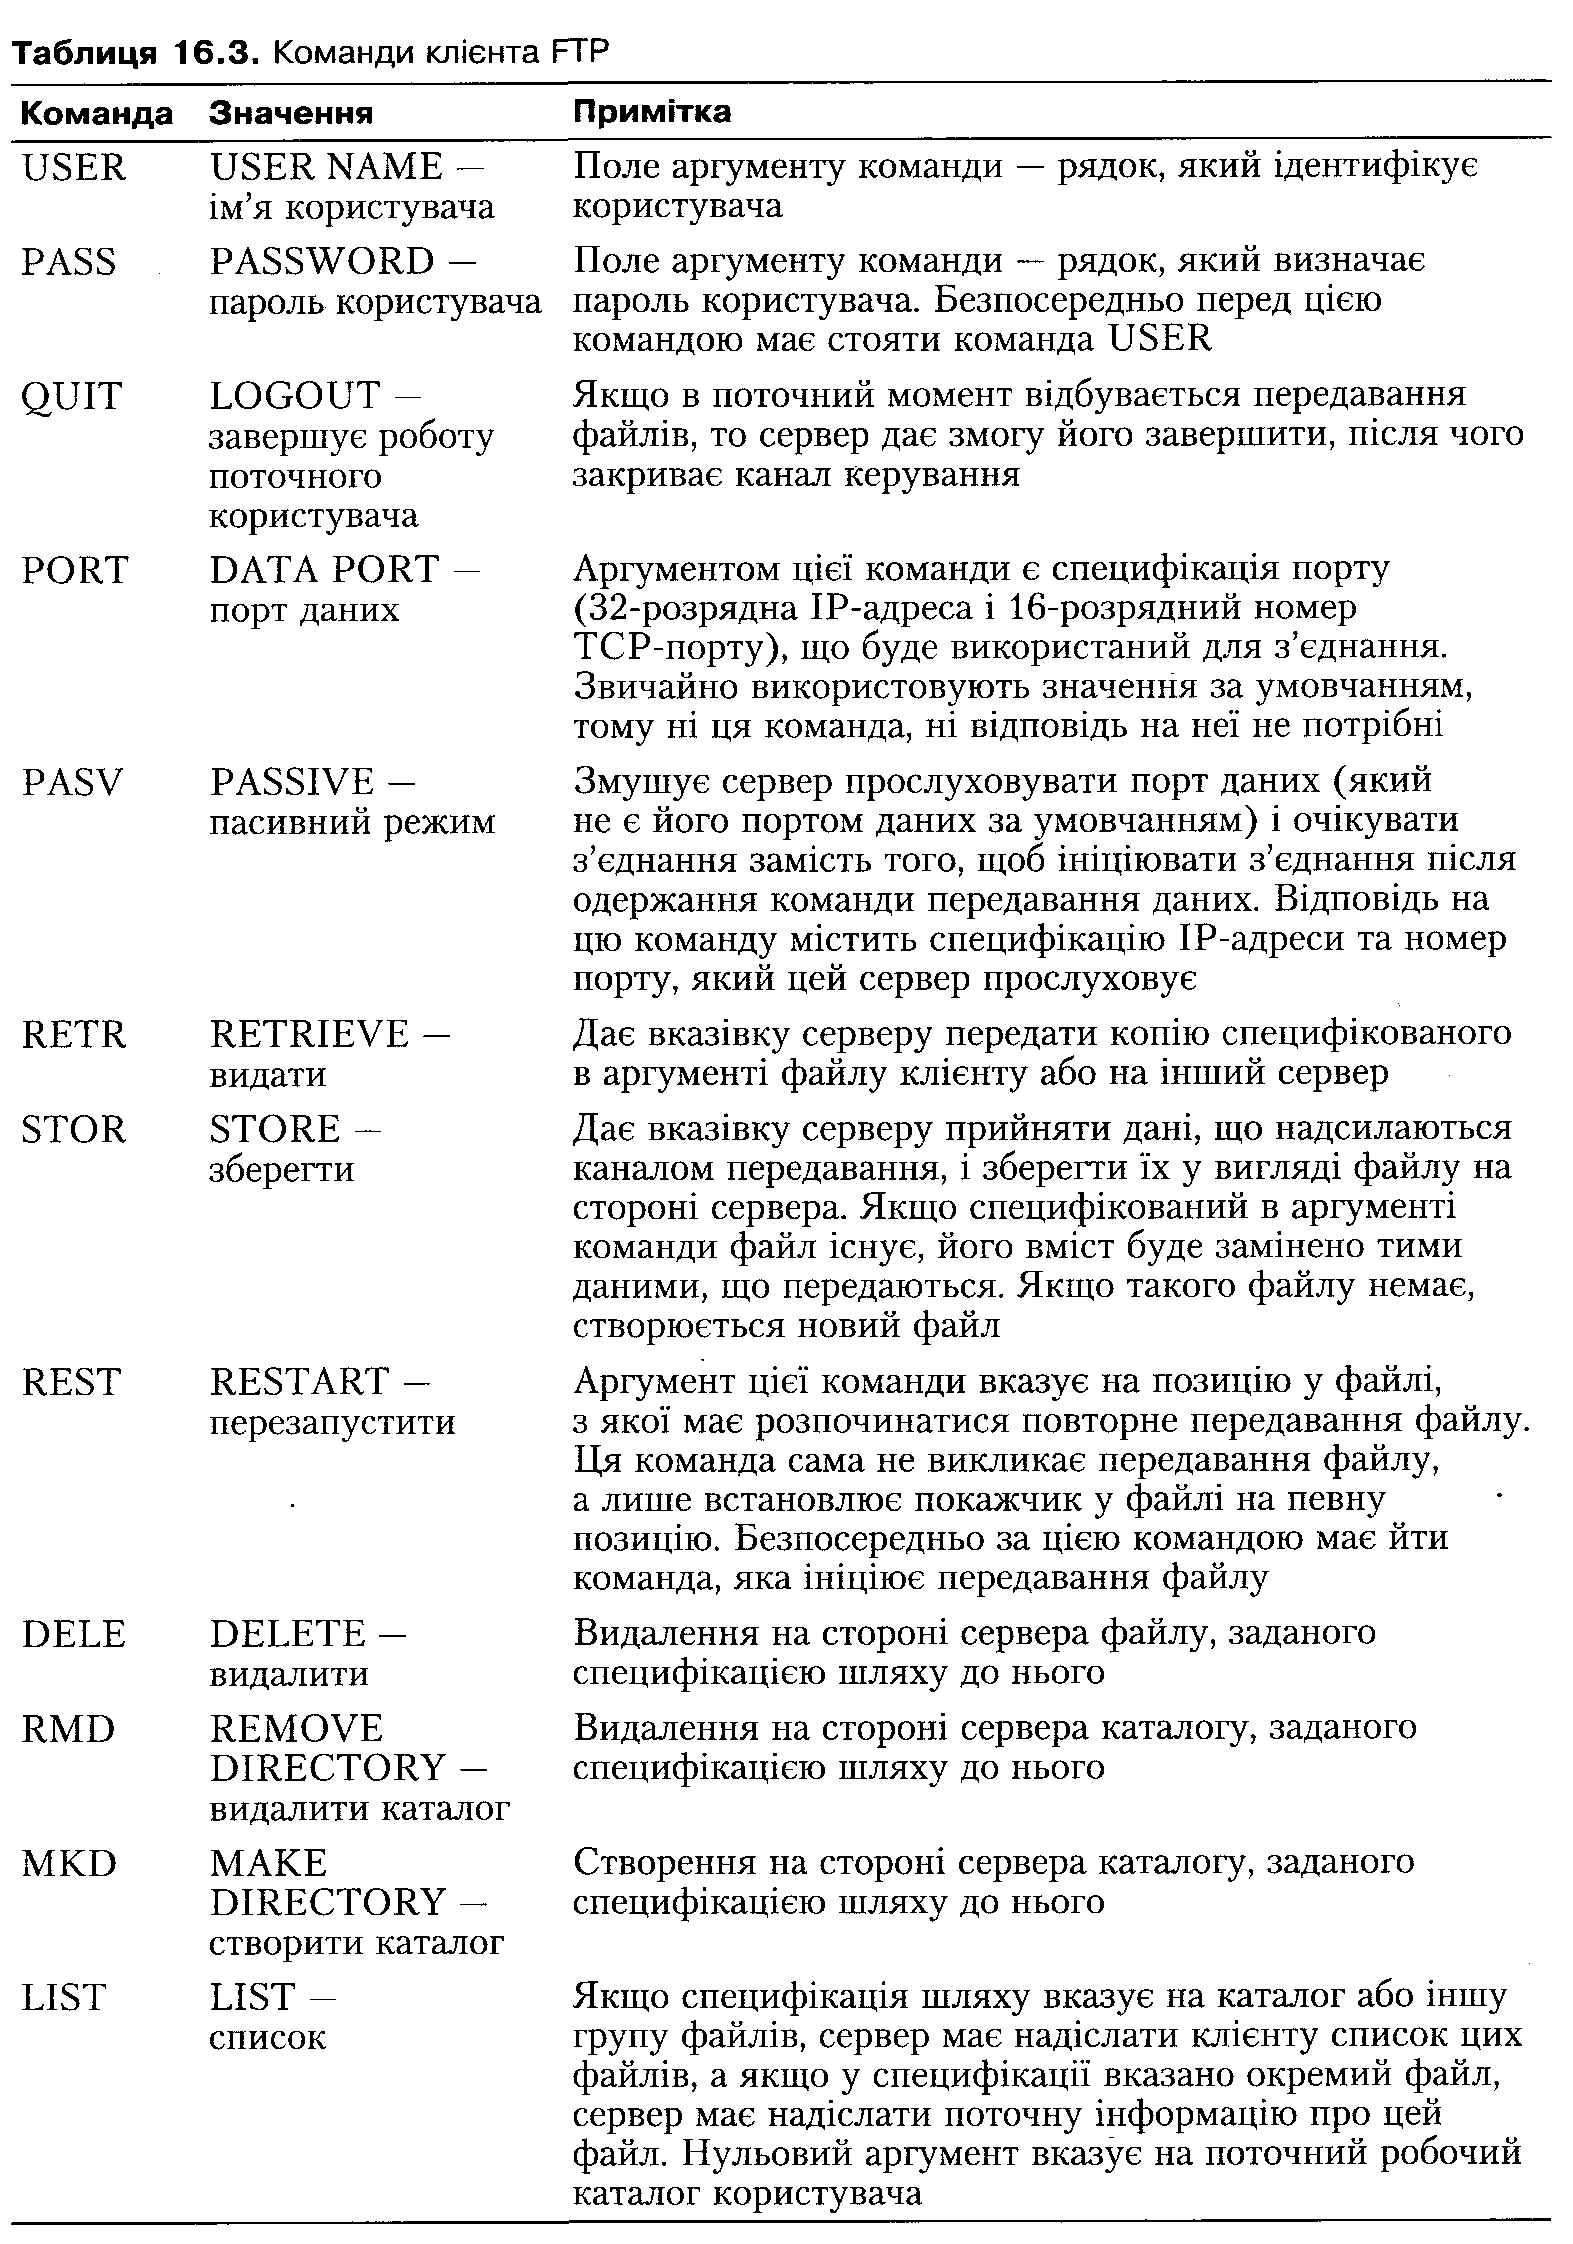 Таблиця 16.3. Команди клієнта FTP
Команда Значення Примітка
USER USER NAME — Поле аргументу команди — рядок, який ідентифікує
ім’я користувача користувача
PASS PASSWORD — Поле аргументу команди — рядок, який визначає
пароль користувача пароль користувача. Безпосередньо перед цією
командою має стояти команда USER
QUIT LOGOUT — Якщо в поточний момент відбувається передавання
завершує роботу файлів, то сервер дає змогу його завершити, після чого
поточного закриває канал керування
користувача
PORT DATA PORT — Аргументом цієї команди є специфікація порту
порт даних (32-розрядна IP-адреса і 16-розрядний номер
TCP-порту), що буде використаний для з’єднання.
Звичайно використовують значення за умовчанням,
тому ні ця команда, ні відповідь на неї не потрібні
PASV PASSIVE — Змушує сервер прослуховувати порт даних (який
пасивний режим не є його портом даних за умовчанням) і очікувати
з’єднання замість того, щоб ініціювати з’єднання після
одержання команди передавання даних. Відповідь на
цю команду містить специфікацію IP-адреси та номер
порту, який цей сервер прослуховує
RETR RETRIEVE — Дає вказівку серверу передати копію специфікованого
видати в аргументі файлу клієнту або на інший сервер
STOR STORE — Дає вказівку серверу прийняти дані, що надсилаються
зберегти каналом передавання, і зберегти їх у вигляді файлу на
стороні сервера. Якщо специфікований в аргументі
команди файл існує, його вміст буде замінено тими
даними, що передаються. Якщо такого файлу немає,
створюється новий файл
REST RESTART — Аргумент цієї команди вказує на позицію у файлі,
перезапустити з якої має розпочинатися повторне передавання файлу.
Ця команда сама не викликає передавання файлу,
а лише встановлює покажчик у файлі на певну
позицію. Безпосередньо за цією командою має йти
команда, яка ініціює передавання файлу
DELE DELETE — Видалення на стороні сервера файлу, заданого
видалити специфікацією шляху до нього
RMD REMOVE Видалення на стороні сервера каталогу, заданого
DIRECTORY — специфікацією шляху до нього
видалити каталог
MKD MAKE Створення на стороні сервера каталогу, заданого
DIRECTORY — специфікацією шляху до нього
створити каталог
LIST LIST — Якщо специфікація шляху вказує на каталог або іншу
список групу файлів, сервер має надіслати клієнту список цих
файлів, а якщо у специфікації вказано окремий файл,
сервер має надіслати поточну інформацію про цей
файл. Нульовий аргумент вказує на поточний робочий
каталог користувача